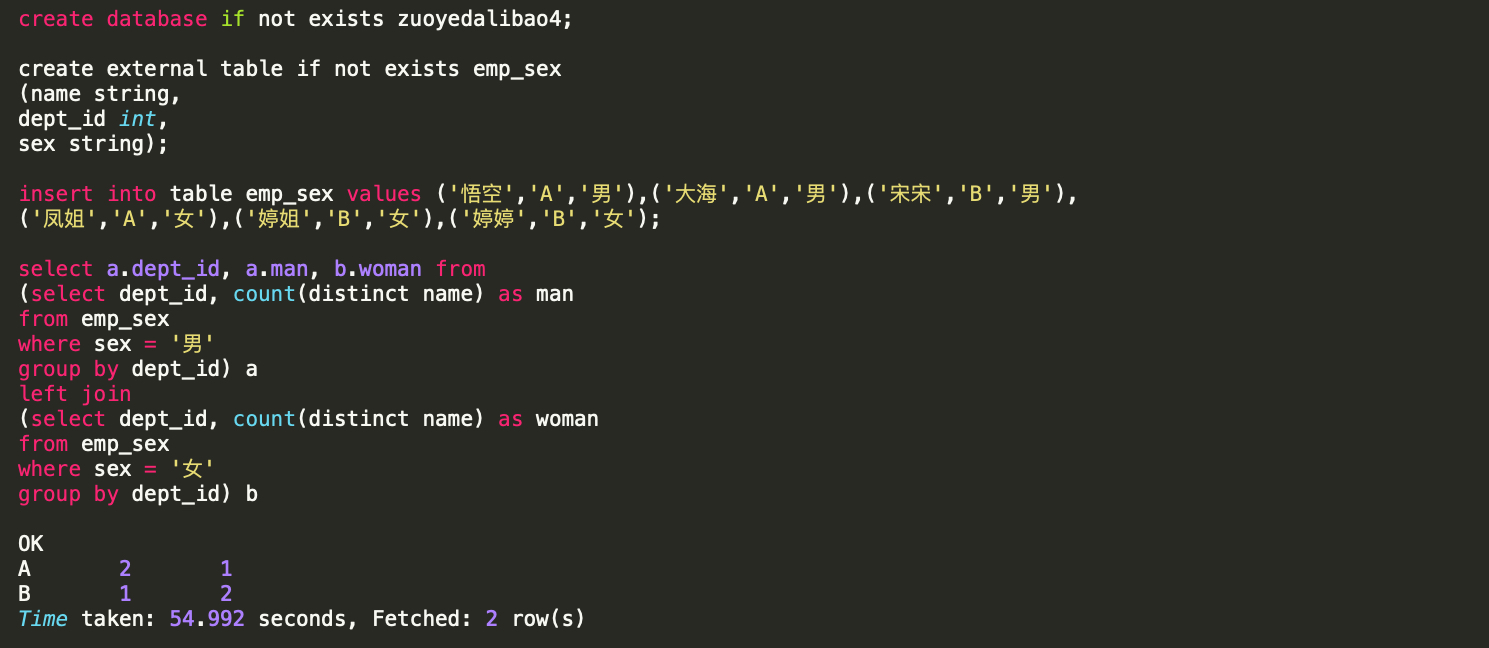 create database if not exists zuoyedalibao4;
create external table if not exists emp_sex
(name string,
dept_id int,
sex string);
insert into table emp_sex values ('悟空','A','男'),('大海','A','男'),('宋宋','B','男'),
('凤姐','A','女'),('婷姐','B','女'),('婷婷','B','女');
select a.dept_id, a.man, b.woman from
(select dept_id, count(distinct name) as man
from emp_sex
where sex = '男'
group by dept_id) a
left join
(select dept_id, count(distinct name) as woman
from emp_sex
where sex = '女'
group by dept_id) b
OK
A 2 1
B 1 2
Time taken: 54.992 seconds, Fetched: 2 row(s)